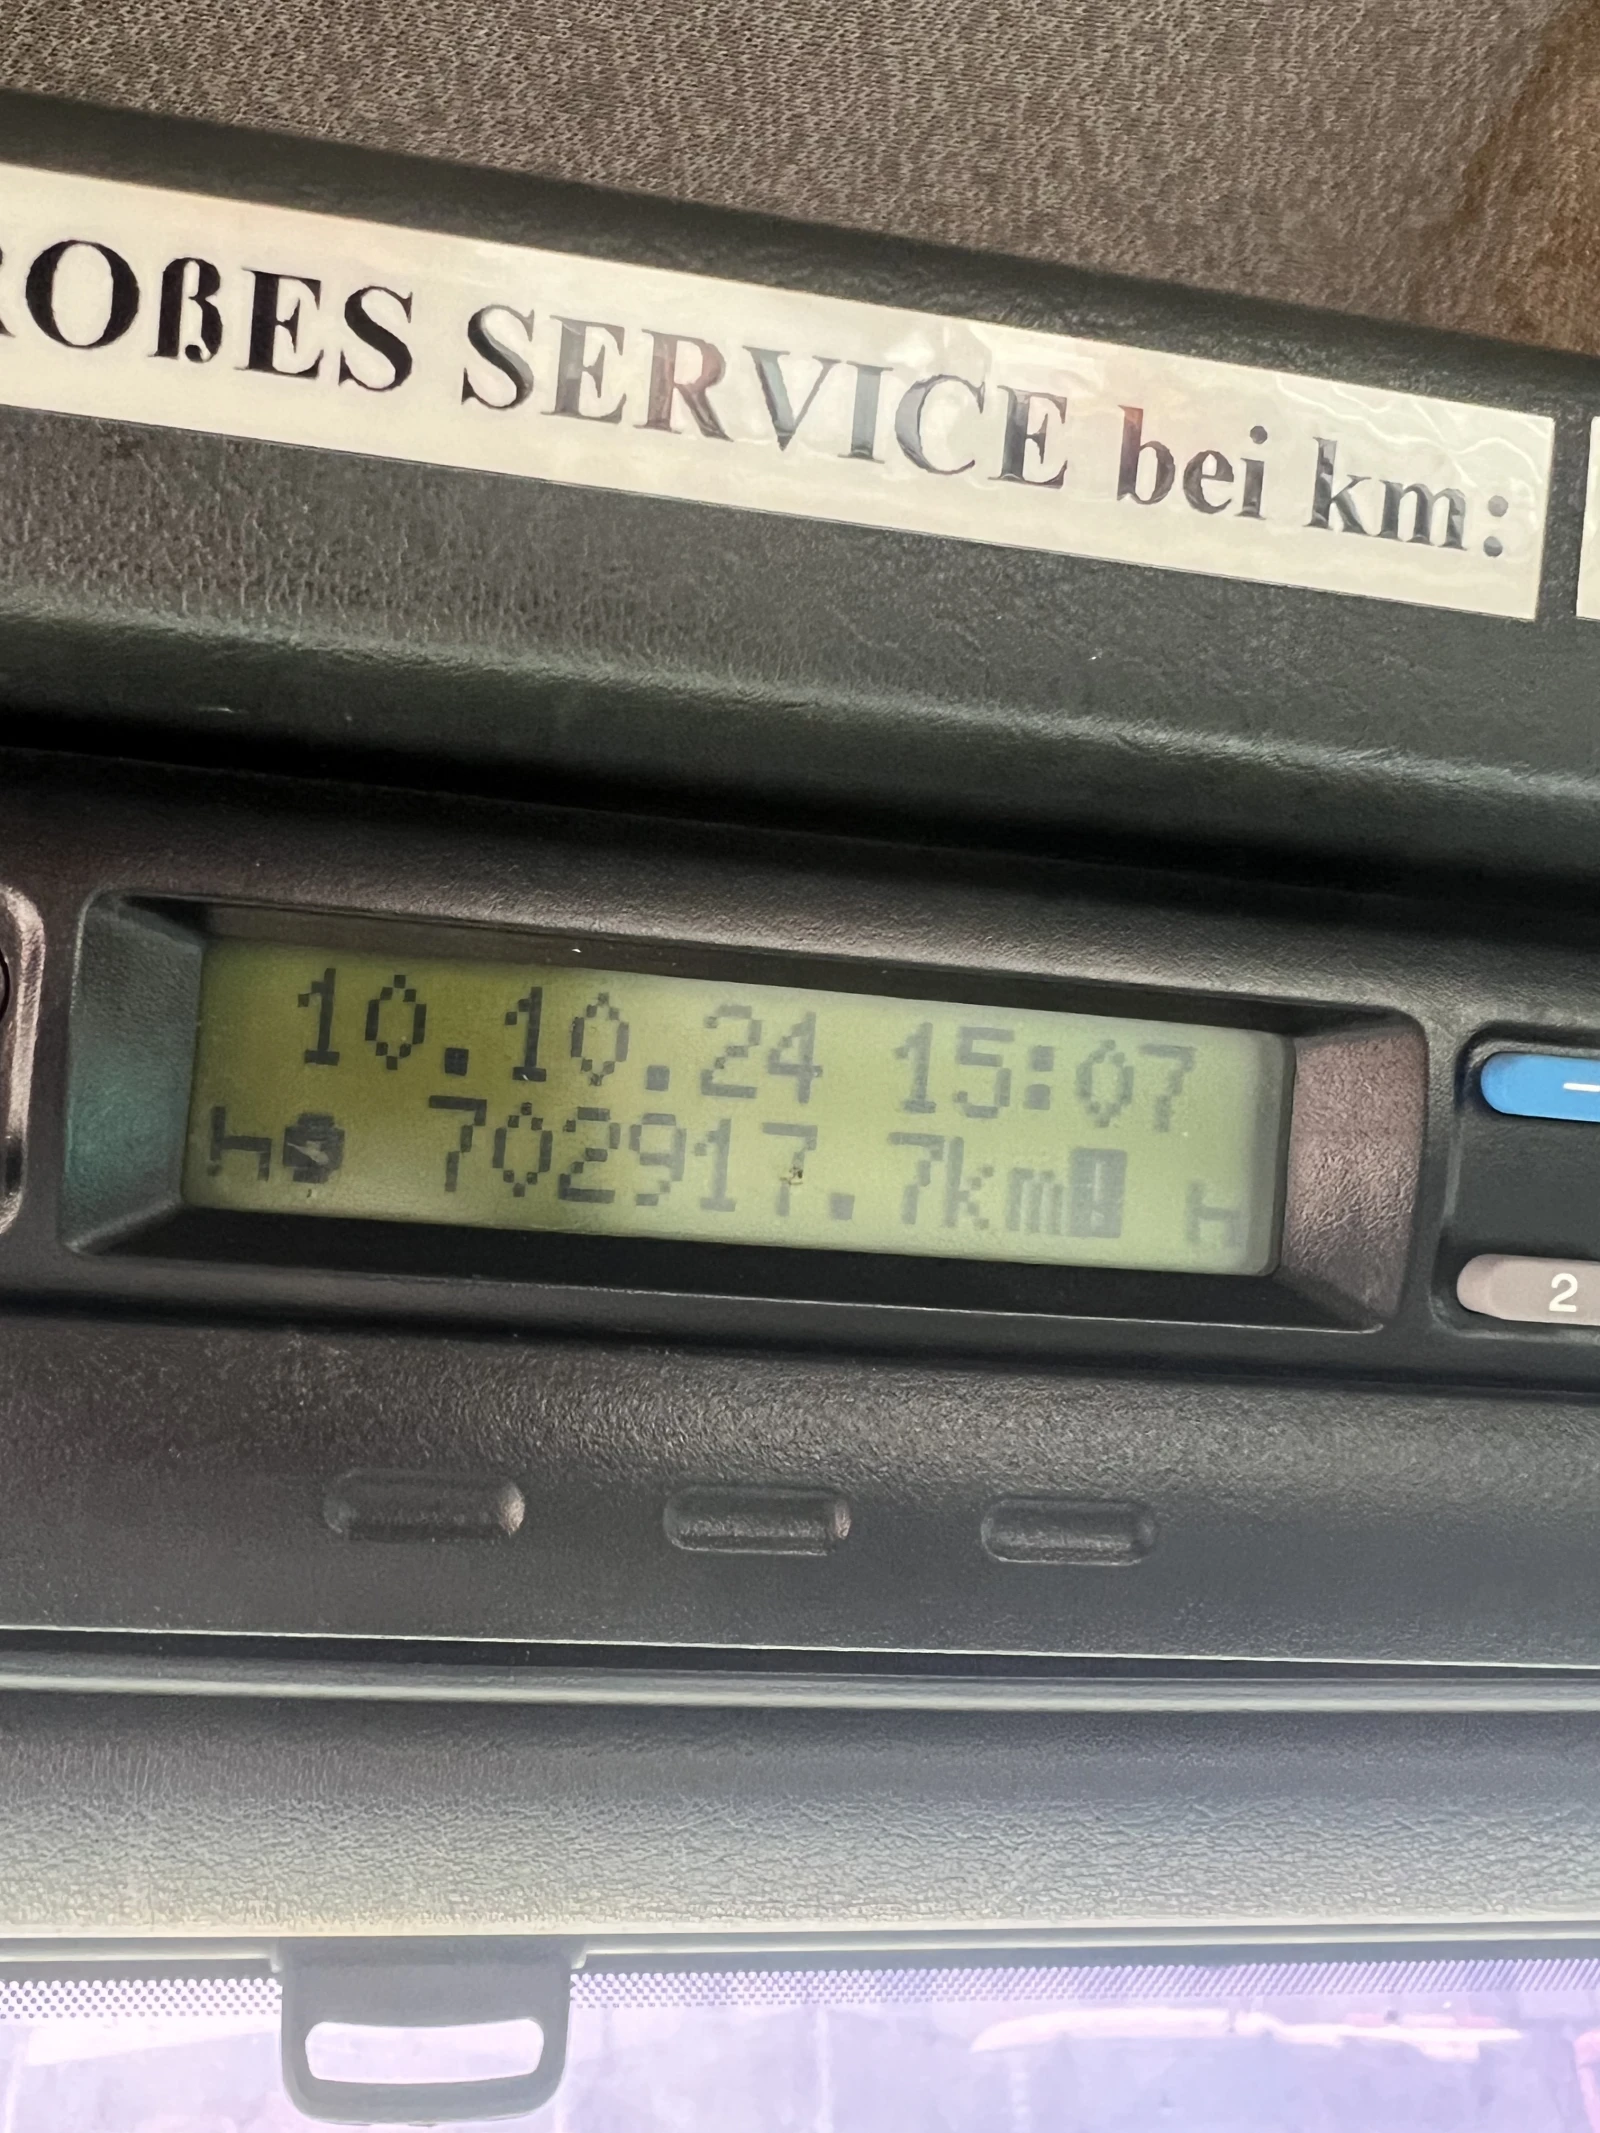 ROßES SERVICE bei km:
10.10.24 15:07
702917.7km
2